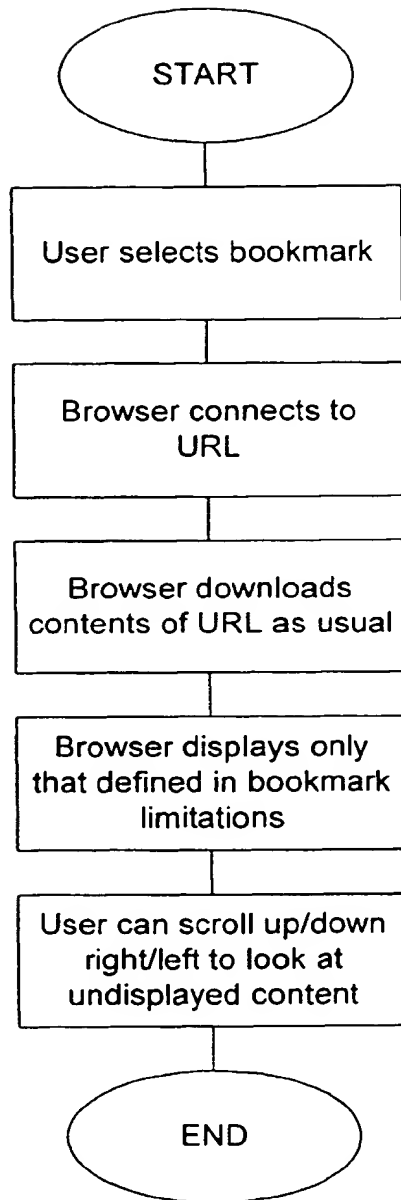 START
User selects bookmark
Browser connects to
URL
Browser downloads
contents of URL as usual
Browser displays only
that defined in bookmark
limitations
User can scroll up/down
right/left to look at
undisplayed content
END